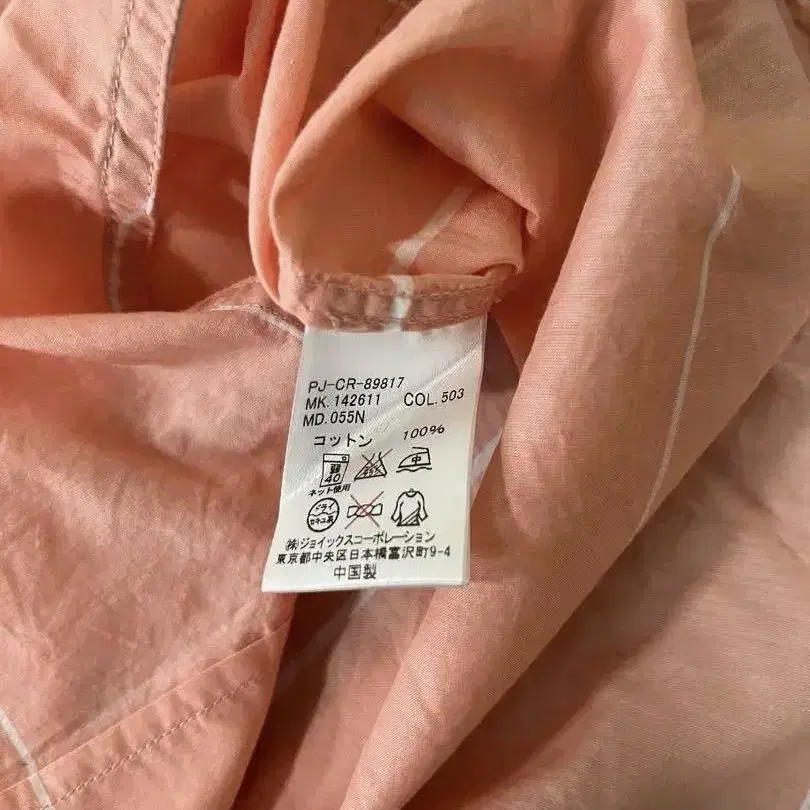 PJ-CR-89817
MK.142611 COL.503
MD.055N
コットン 100%
弱
40
中
ネット使用
ドライ
セキユ系
㈱ジョイックスコーポレーション
東京都中央区日本橋富沢町9-4
中国製